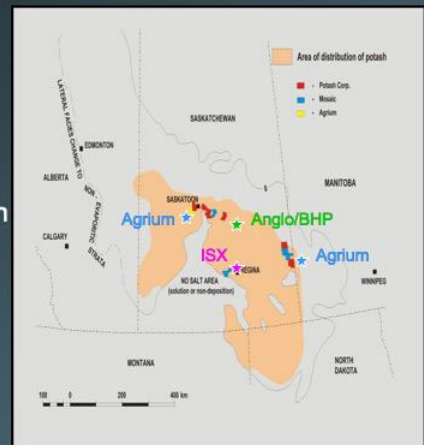 Area of distribution of potash
- Potash Corp.
- Mosaic
- Agrium
LATERAL FACIES CHANGE TO
NON EVAPORITIC STRATA
SASKATCHEWAN
EDMONTON
ALBERTA
MANITOBA
SASKATOON
Agrium
Anglo/BHP
CALGARY
ISX
Agrium
REGINA
WINNIPEG
NO SALT AREA
(solution or non-deposition)
MONTANA
NORTH
DAKOTA
100 0 200 400 km